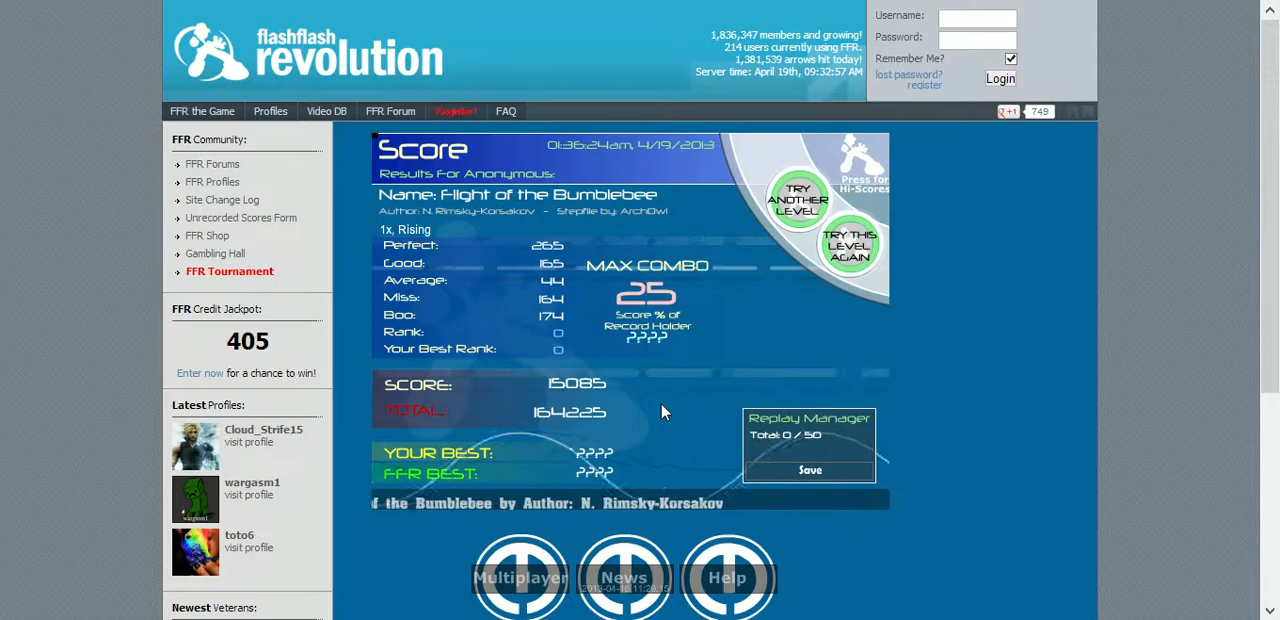 flashflash
revolution
1,836,347 members and growing!
214 users currently using FFR.
1,381,539 arrows hit today!
Server time: April 19th, 09:32:57 AM
Username:
Password:
Remember Me?
lost password?
register
Login
FFR the Game Profiles Video DB FFR Forum Register! FAQ
+1 749
FFR Community:
FFR Forums
FFR Profiles
Site Change Log
Unrecorded Scores Form
FFR Shop
Gambling Hall
FFR Tournament
FFR Credit Jackpot:
405
Enter now for a chance to win!
Latest Profiles:
Cloud_Strife15
visit profile
wargasm1
visit profile
wargasm1
toto6
visit profile
Newest Veterans:
Score
01:36:24am, 4/19/2013
Results For Anonymous:
Name: Flight of the Bumblebee
Author: N. Rimsky-Korsakov - Stepfile by: ArchOwl
1x, Rising
Perfect: 265
Good: 165
Average: 44
Miss: 164
Boo: 174
Rank: 0
Your Best Rank: 0
MAX COMBO
25
Score % of
Record Holder
????
SCORE: 15085
TOTAL: 164225
YOUR BEST: ????
FFR BEST: ????
Press for
Hi-Scores
TRY
ANOTHER
LEVEL
TRY THIS
LEVEL
AGAIN
Replay Manager
Total: 0 / 50
Save
f the Bumblebee by Author: N. Rimsky-Korsakov
Multiplayer
News
2013-04-16 11:29:15
Help